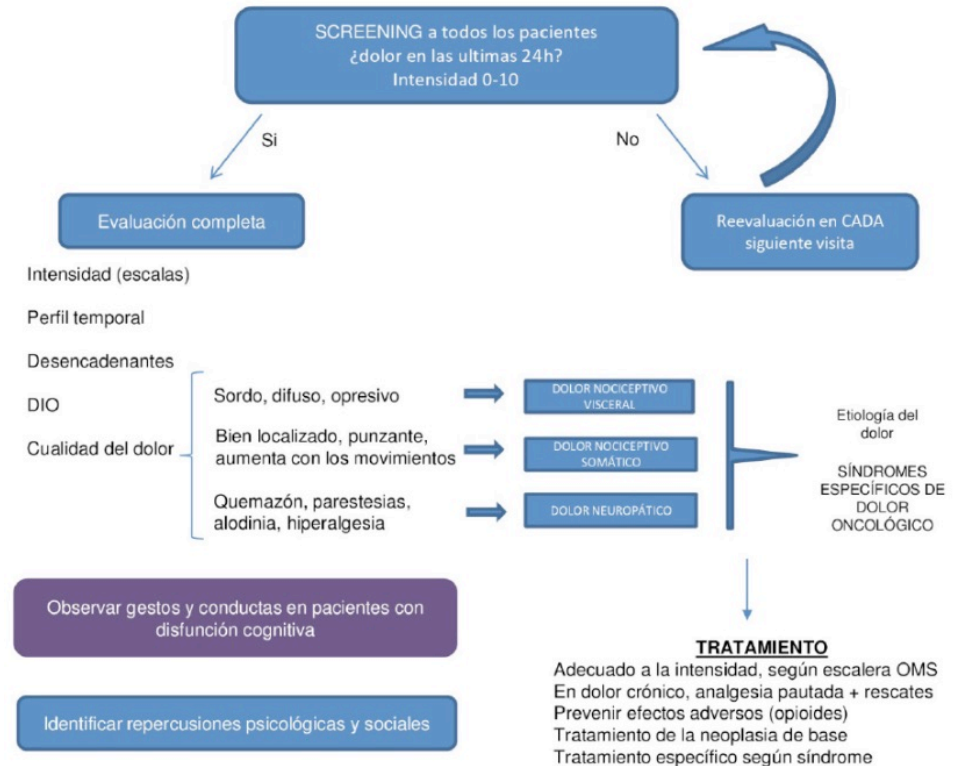 SCREENING a todos los pacientes
¿dolor en las ultimas 24h?
Intensidad 0-10
Si
No
Evaluación completa
Reevaluación en CADA
siguiente visita
Intensidad (escalas)
Perfil temporal
Desencadenantes
DIO
Cualidad del dolor
Sordo, difuso, opresivo
DOLOR NOCICEPTIVO
VISCERAL
Bien localizado, punzante,
aumenta con los movimientos
DOLOR NOCICEPTIVO
SOMÁTICO
Quemazón, parestesias,
alodinia, hiperalgesia
DOLOR NEUROPÁTICO
Etiología del
dolor
SÍNDROMES
ESPECÍFICOS DE
DOLOR
ONCOLÓGICO
Observar gestos y conductas en pacientes con
disfunción cognitiva
Identificar repercusiones psicológicas y sociales
TRATAMIENTO
Adecuado a la intensidad, según escalera OMS
En dolor crónico, analgesia pautada + rescates
Prevenir efectos adversos (opioides)
Tratamiento de la neoplasia de base
Tratamiento específico según síndrome